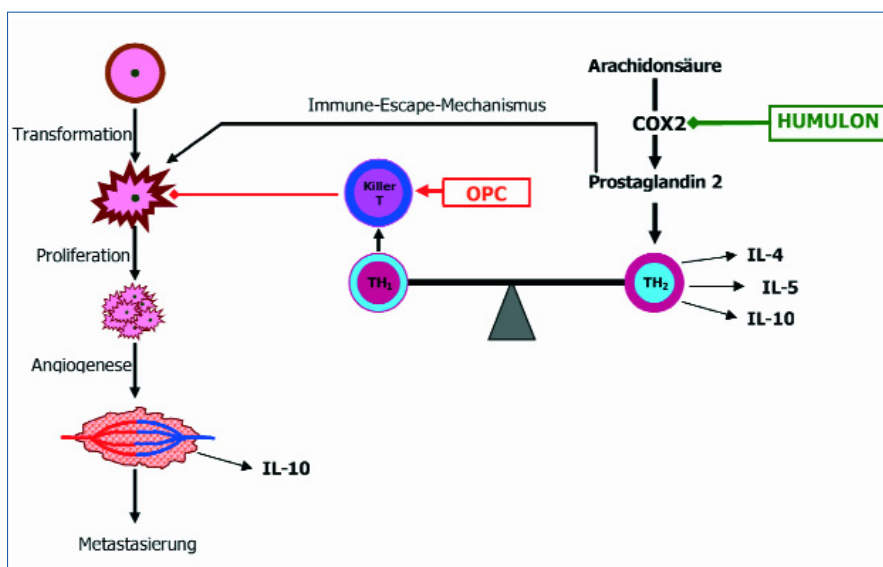 Arachidonsäure
Immune-Escape-Mechismus
COX2
HUMULON
Transformation
Killer
T
OPC
Prostaglandin 2
Proliferation
TH1
TH2
IL-4
IL-5
IL-10
Angiogenese
IL-10
Metastasierung